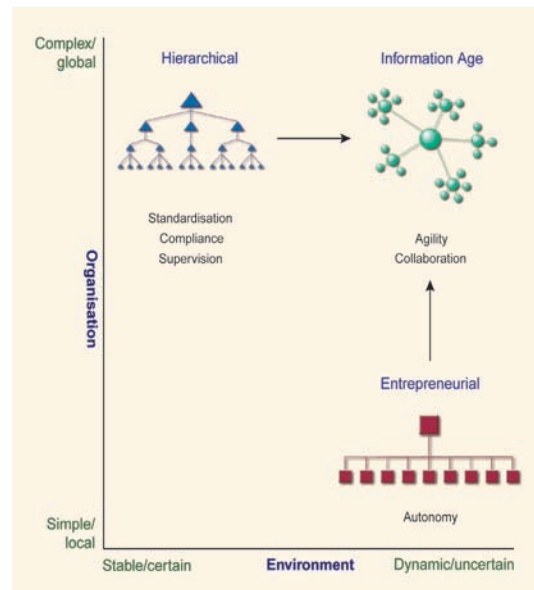 Complex/
global
Hierarchical
Information Age
Standardisation
Compliance
Supervision
Agility
Collaboration
Organisation
Entrepreneurial
Autonomy
Simple/
local
Stable/certain
Environment
Dynamic/uncertain